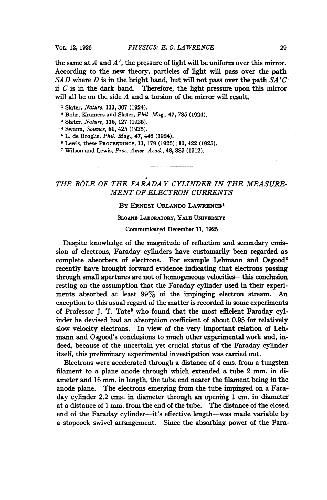 VOL. 12, 1926 PHYSICS: E. O. LAWRENCE 29
the same at A and A′, the pressure of light will be uniform over this mirror.
According to the new theory, particles of light will pass over the path
SAD where D is in the bright band, but will not pass over the path SA′C
if C is in the dark band. Therefore, the light pressure upon this mirror
will all be on the side A and a torsion of the mirror will result.
1 Slater, Nature, 113, 307 (1924).
2 Bohr, Kramers and Slater, Phil. Mag., 47, 785 (1924).
3 Slater, Nature, 116, 278 (1925).
Science, 425 (1925).
L. de Broglie, Phil. Mag., 47, 446 (1924).
6 Lewis, these PROCEEDINGS, 11, 179 (1925); 11, 422 (1925).
7 Wilson and Lewis, Proc. Amer. Acad., 48, 389 (1912).
THE RÔLE OF THE FARADAY CYLINDER IN THE MEASURE-
MENT OF ELECTRON CURRENTS
BY ERNEST ORLANDO LAWRENCE1
SLOANE LABORATORY, YALE UNIVERSITY
Communicated December 11, 1925
Despite knowledge of the magnitude of reflection and secondary emis-
sion of electrons, Faraday cylinders have customarily been regarded as
complete absorbers of electrons. For example Lehmann and Osgood2
recently have brought forward evidence indicating that electrons passing
through small apertures are not of homogeneous velocities—this conclusion
resting on the assumption that the Faraday cylinder used in their experi-
ments absorbed at least 99% of the impinging electron stream. An
exception to this usual regard of the matter is recorded in some experiments
of Professor J. T. Tate3 who found that the most efficient Faraday cyl-
inder he devised had an absorption coefficient of about 0.95 for relatively
slow velocity electrons. In view of the very important relation of Leh-
mann and Osgood's conclusions to much other experimental work and, in-
deed, because of the uncertain yet crucial status of the Faraday cylinder
itself, this preliminary experimental investigation was carried out.
Electrons were accelerated through a distance of 4 cms. from a tungsten
filament to a plane anode through which extended a tube 2 mm. in di-
ameter and 15 mm. in length, the tube end nearer the filament being in the
anode plane. The electrons emerging from the tube impinged on a Fara-
day cylinder 2.2 cms. in diameter through an opening 1 cm. in diameter
at a distance of 1 mm. from the end of the tube. The distance of the closed
end of the Faraday cylinder—it's effective length—was made variable by
a stopcock swivel arrangement. Since the absorbing power of the Fara-